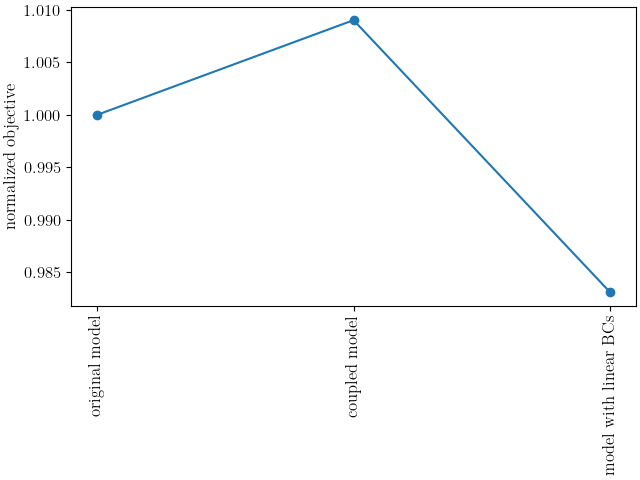 1.010
1.005
1.000
0.995
0.990
0.985
normalized objective
original model
coupled model
model with linear BCs